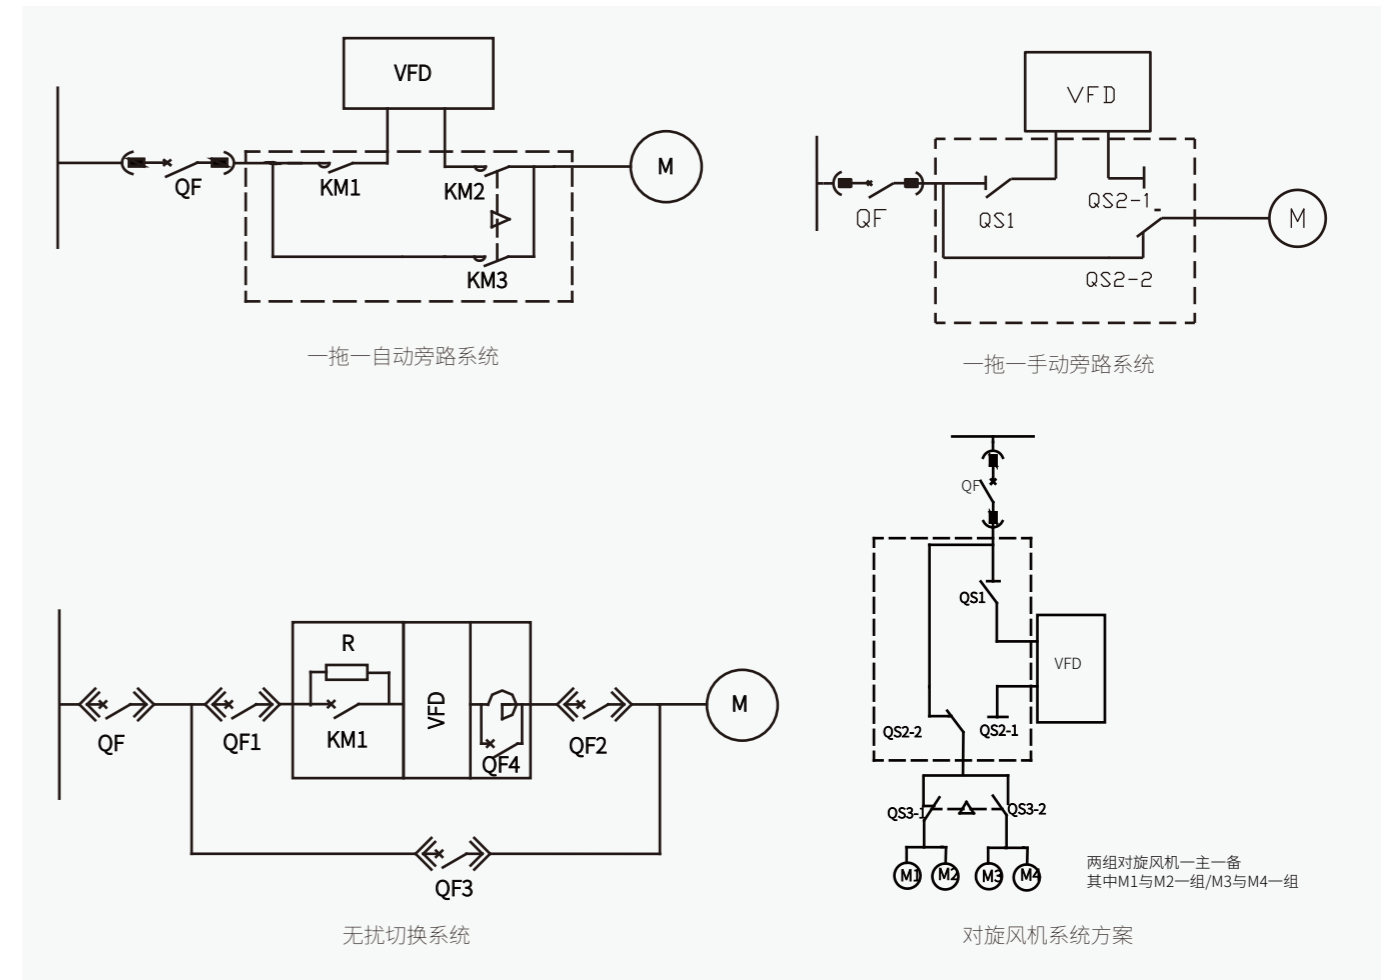 VFD
M
QF
KM1
KM2
KM3
一拖一自动旁路系统
VFD
QF
QS1
QS2-1
M
QS2-2
一拖一手动旁路系统
R
VFD
M
QF
QF1
KM1
QF4
QF2
QF3
无扰切换系统
QF
QS1
VFD
QS2-2
QS2-1
QS3-1
QS3-2
M1
M2
M3
M4
两组对旋风机一主一备
其中M1与M2一组/M3与M4一组
对旋风机系统方案